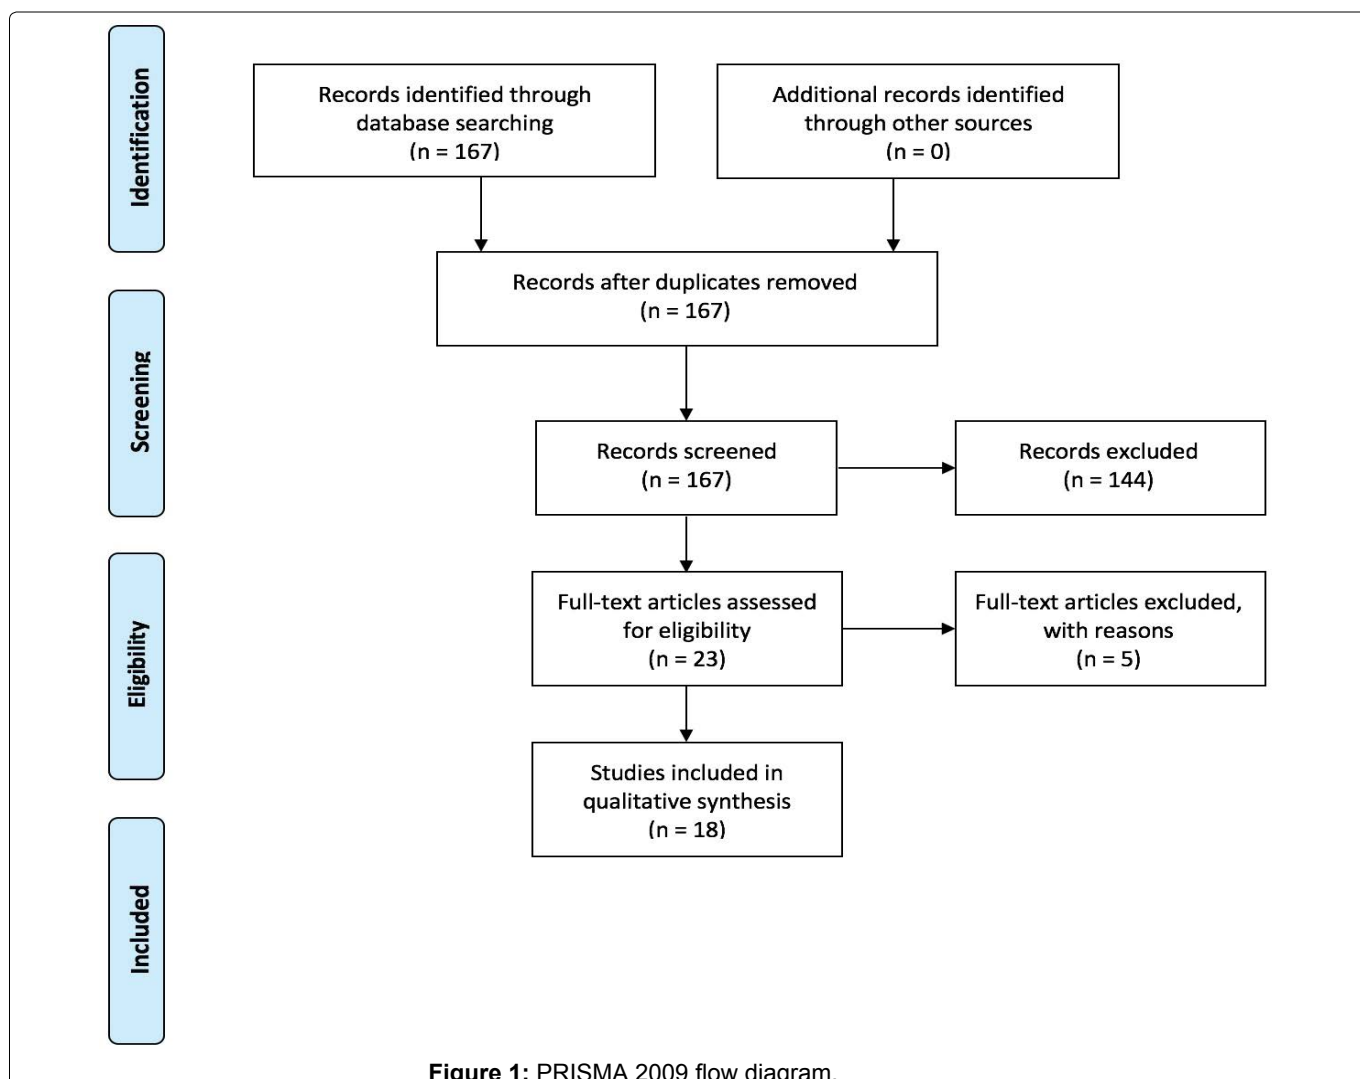 Identification
Records identified through
database searching
(n = 167)
Additional records identified
through other sources
(n = 0)
Records after duplicates removed
(n = 167)
Screening
Records screened
(n = 167)
Records excluded
(n = 144)
Eligibility
Full-text articles assessed
for eligibility
(n = 23)
Full-text articles excluded,
with reasons
(n = 5)
Studies included in
qualitative synthesis
(n = 18)
Included
Figure 1: PRISMA 2009 flow diagram.